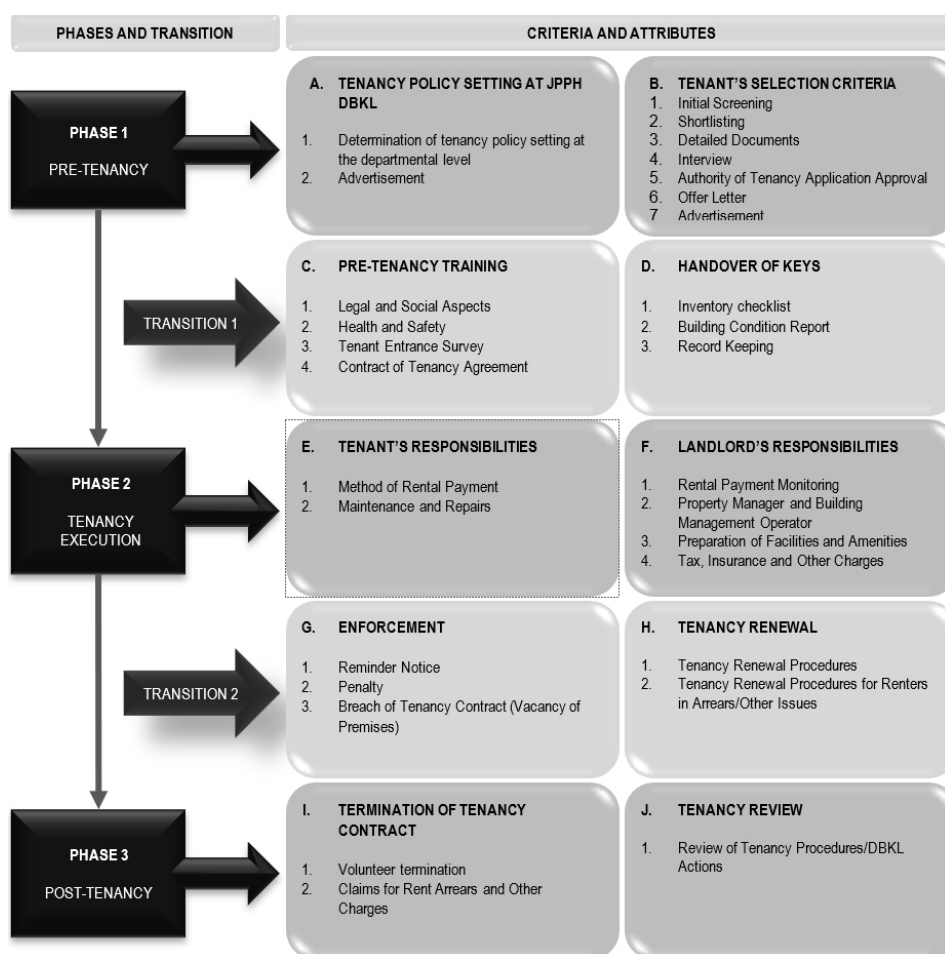 PHASES AND TRANSITION
CRITERIA AND ATTRIBUTES
PHASE 1
PRE-TENANCY
A. TENANCY POLICY SETTING AT JPPH
DBKL
1. Determination of tenancy policy setting at
the departmental level
2. Advertisement
B. TENANT'S SELECTION CRITERIA
1. Initial Screening
2. Shortlisting
3. Detailed Documents
4. Interview
5. Authority of Tenancy Application Approval
6. Offer Letter
7 Advertisement
TRANSITION 1
C. PRE-TENANCY TRAINING
1. Legal and Social Aspects
2. Health and Safety
3. Tenant Entrance Survey
4. Contract of Tenancy Agreement
D. HANDOVER OF KEYS
1. Inventory checklist
2. Building Condition Report
3. Record Keeping
PHASE 2
TENANCY
EXECUTION
E. TENANT'S RESPONSIBILITIES
1. Method of Rental Payment
2. Maintenance and Repairs
F. LANDLORD'S RESPONSIBILITIES
1. Rental Payment Monitoring
2. Property Manager and Building
Management Operator
3. Preparation of Facilities and Amenities
4. Tax, Insurance and Other Charges
TRANSITION 2
G. ENFORCEMENT
1. Reminder Notice
2. Penalty
3. Breach of Tenancy Contract (Vacancy of
Premises)
H. TENANCY RENEWAL
1. Tenancy Renewal Procedures
2. Tenancy Renewal Procedures for Renters
in Arrears/Other Issues
PHASE 3
POST-TENANCY
I. TERMINATION OF TENANCY
CONTRACT
1. Volunteer termination
2. Claims for Rent Arrears and Other
Charges
J. TENANCY REVIEW
1. Review of Tenancy Procedures/DBKL
Actions